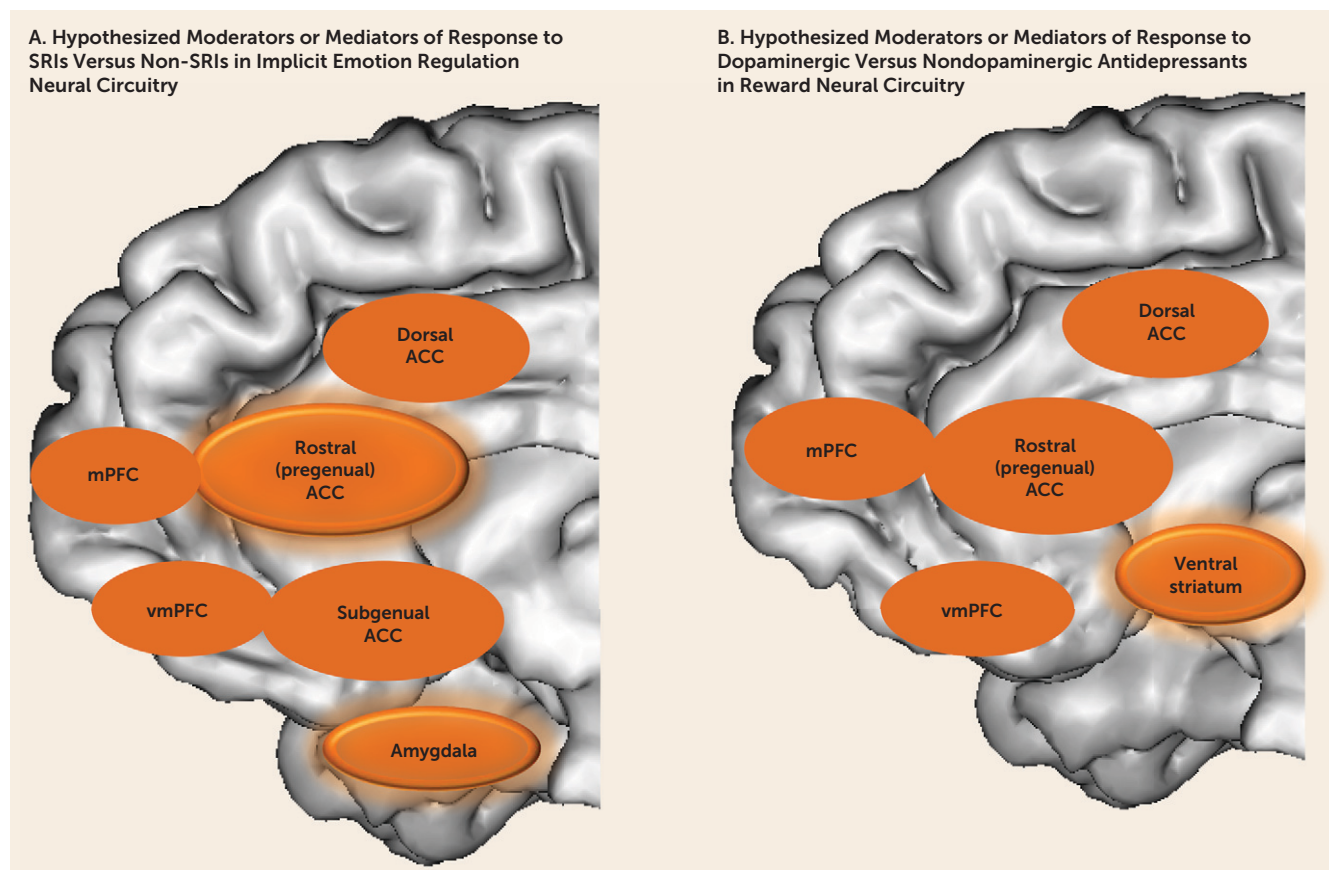 A. Hypothesized Moderators or Mediators of Response to
SRIs Versus Non-SRIs in Implicit Emotion Regulation
Neural Circuitry
Dorsal
ACC
Rostral
(pregenual)
ACC
mPFC
vmPFC
Subgenual
ACC
Amygdala
B. Hypothesized Moderators or Mediators of Response to
Dopaminergic Versus Nondopaminergic Antidepressants
in Reward Neural Circuitry
Dorsal
ACC
mPFC
Rostral
(pregenual)
ACC
Ventral
striatum
vmPFC